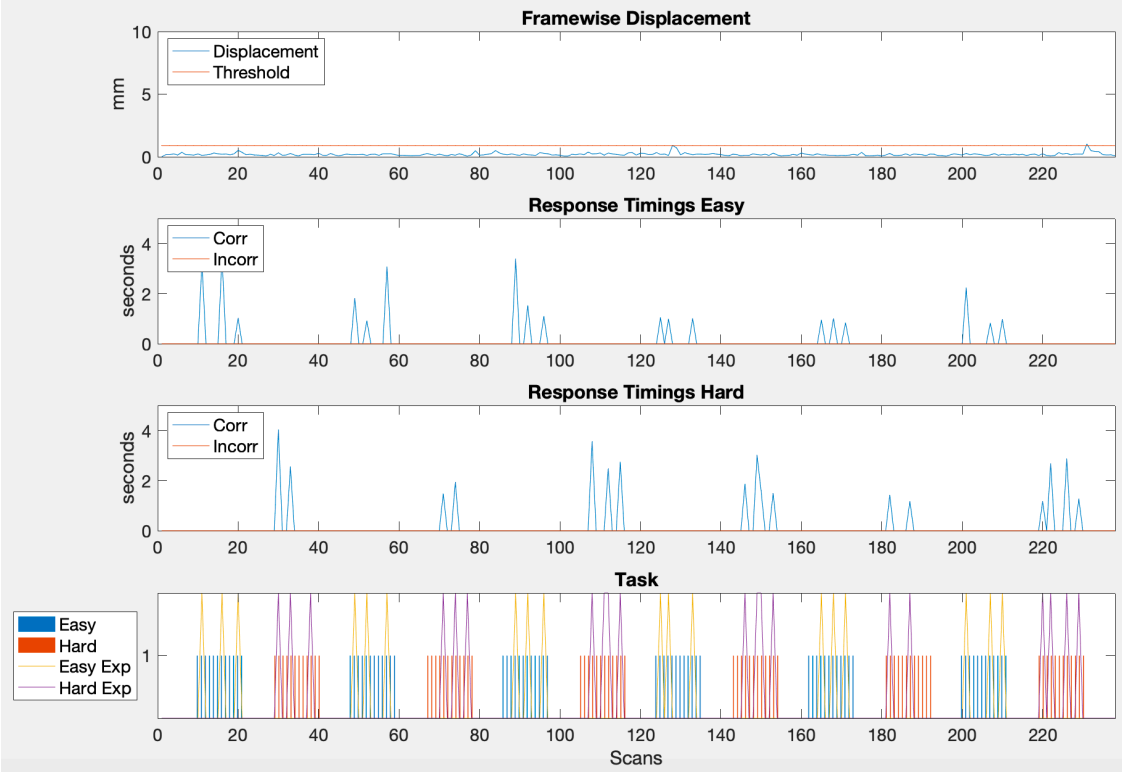 Framewise Displacement
10
5
0
mm
Displacement
Threshold
0 20 40 60 80 100 120 140 160 180 200 220
Response Timings Easy
4
2
0
seconds
Corr
Incorr
0 20 40 60 80 100 120 140 160 180 200 220
Response Timings Hard
4
2
0
seconds
Corr
Incorr
0 20 40 60 80 100 120 140 160 180 200 220
Task
Easy
Hard
Easy Exp
Hard Exp
1
0 20 40 60 80 100 120 140 160 180 200 220
Scans